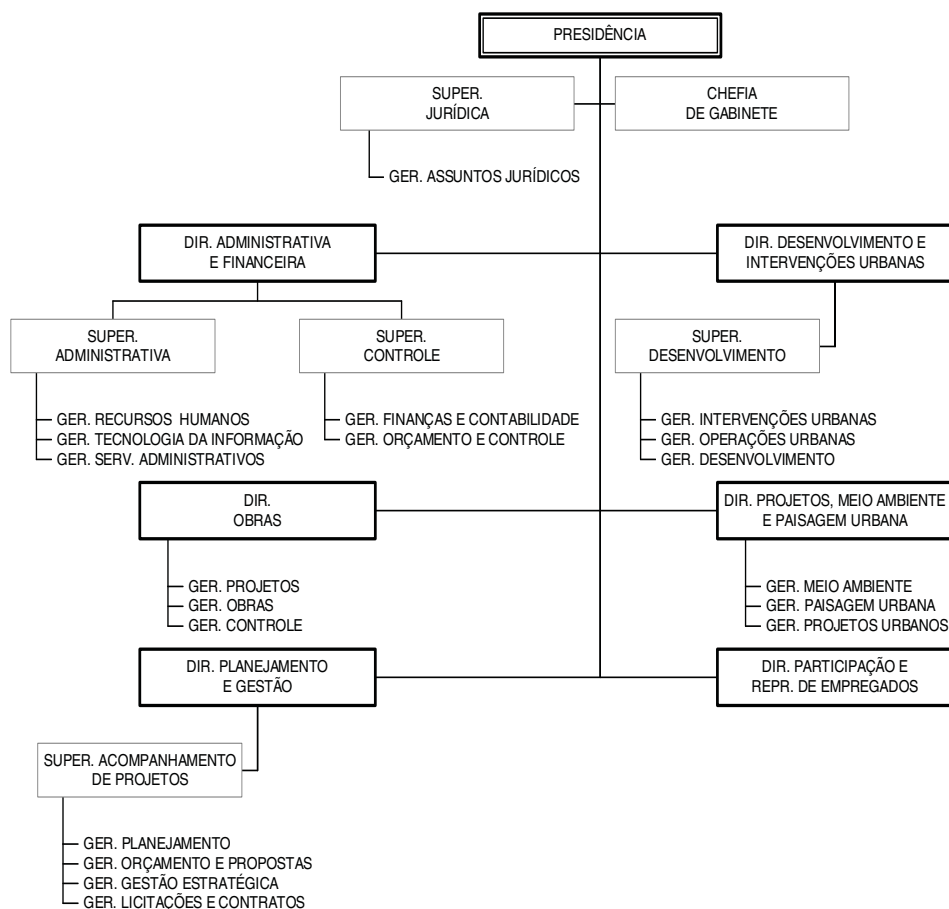 PRESIDÊNCIA
SUPER.
JURÍDICA
CHEFIA
DE GABINETE
GER. ASSUNTOS JURÍDICOS
DIR. ADMINISTRATIVA
E FINANCEIRA
DIR. DESENVOLVIMENTO E
INTERVENÇÕES URBANAS
SUPER.
ADMINISTRATIVA
SUPER.
CONTROLE
SUPER.
DESENVOLVIMENTO
GER. RECURSOS HUMANOS
GER. TECNOLOGIA DA INFORMAÇÃO
GER. SERV. ADMINISTRATIVOS
GER. FINANÇAS E CONTABILIDADE
GER. ORÇAMENTO E CONTROLE
GER. INTERVENÇÕES URBANAS
GER. OPERAÇÕES URBANAS
GER. DESENVOLVIMENTO
DIR.
OBRAS
DIR. PROJETOS, MEIO AMBIENTE
E PAISAGEM URBANA
GER. PROJETOS
GER. OBRAS
GER. CONTROLE
GER. MEIO AMBIENTE
GER. PAISAGEM URBANA
GER. PROJETOS URBANOS
DIR. PLANEJAMENTO
E GESTÃO
DIR. PARTICIPAÇÃO E
REPR. DE EMPREGADOS
SUPER. ACOMPANHAMENTO
DE PROJETOS
GER. PLANEJAMENTO
GER. ORÇAMENTO E PROPOSTAS
GER. GESTÃO ESTRATÉGICA
GER. LICITAÇÕES E CONTRATOS